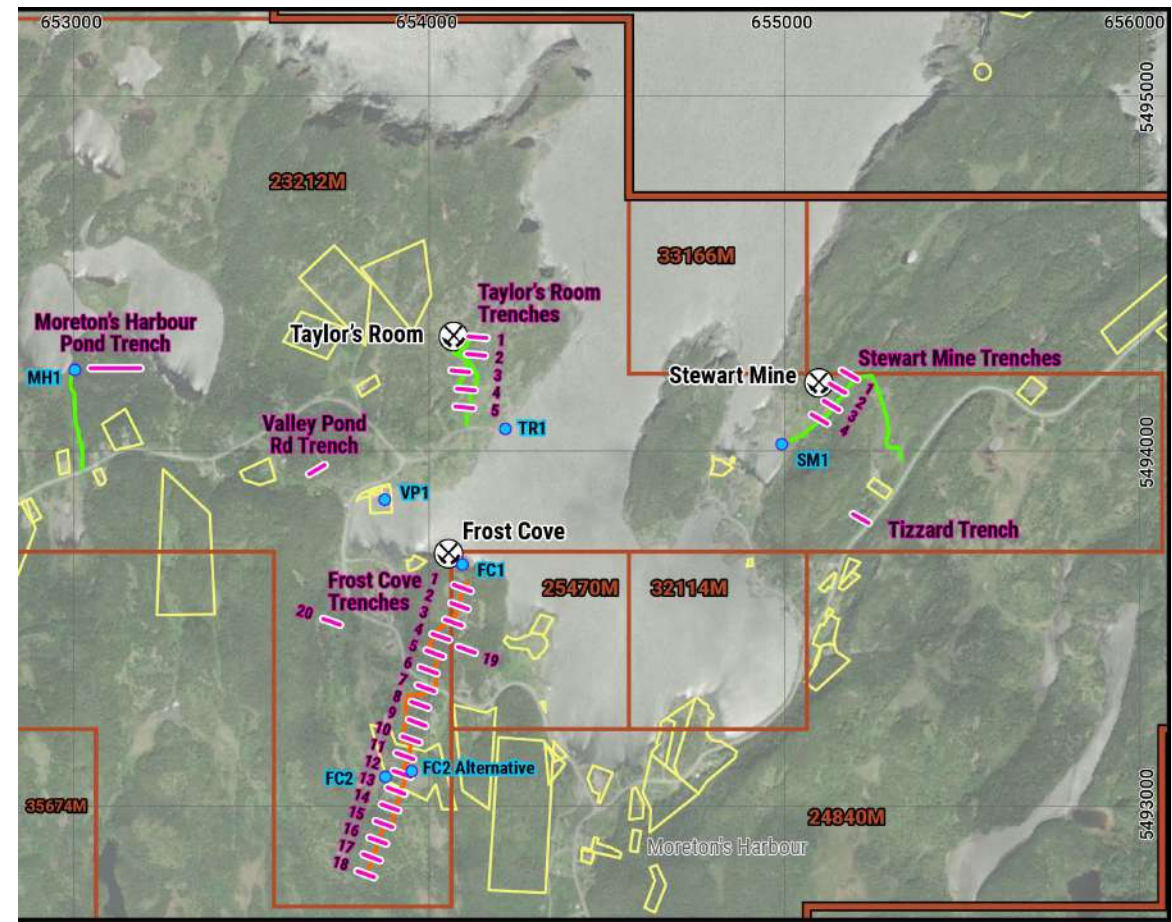 653000
654000
655000
656000
5495000
23212M
33166M
Taylor's Room
Trenches
Taylor's Room
1
2
3
4
5
TR1
Moreton's Harbour
Pond Trench
MH1
Stewart Mine Trenches
Stewart Mine
1
2
3
4
SM1
5494000
Valley Pond
Rd Trench
VP1
Tizzard Trench
Frost Cove
FC1
Frost Cove
Trenches
25470M
32114M
1
2
3
4
5
6
7
8
9
10
11
12
13
14
15
16
17
18
19
20
FC2
FC2 Alternative
35674M
24840M
5493000
Moreton's Harbour